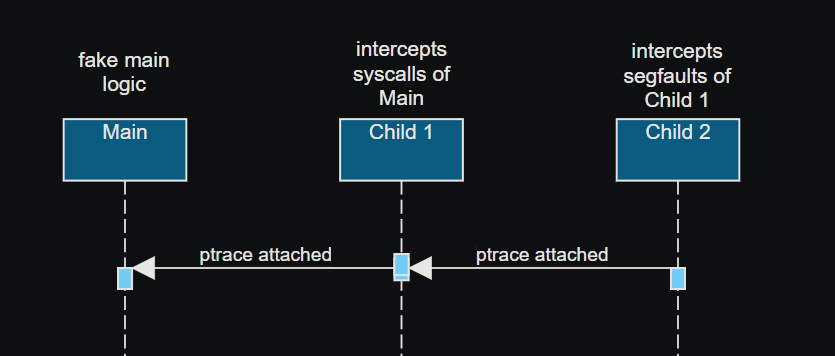 fake main
logic
intercepts
syscalls of
Main
intercepts
segfaults of
Child 1
Main
Child 1
Child 2
ptrace attached
ptrace attached